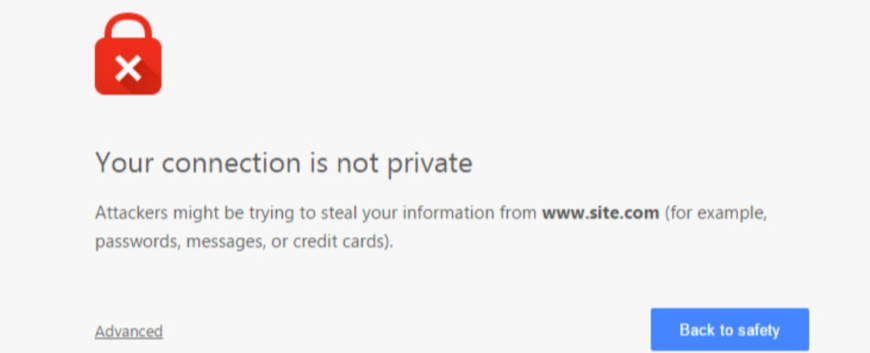 Your connection is not private
Attackers might be trying to steal your information from www.site.com (for example,
passwords, messages, or credit cards).
Advanced
Back to safety